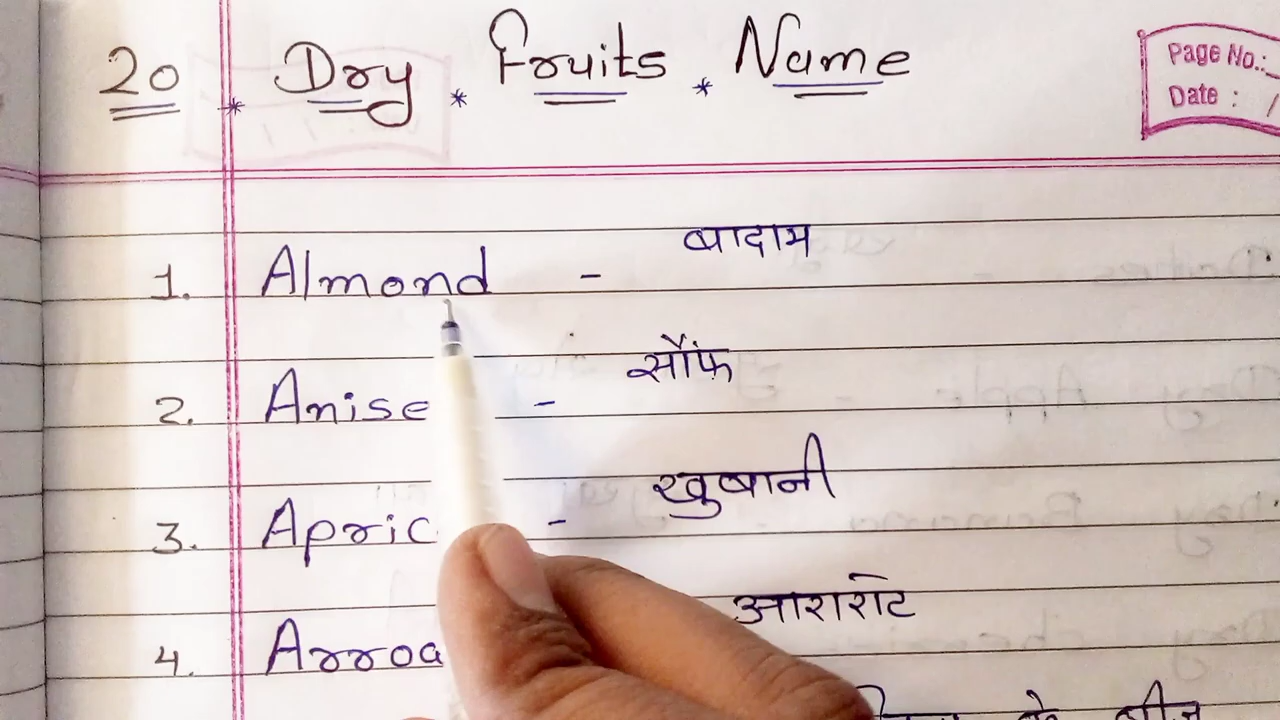 20 Dry Fruits Name
Page No.:
Date : /
1. Almond - बादाम
2. Anise - सौंफ
3. Apric - खुबानी
4. Arroa आरारोट
के बीज